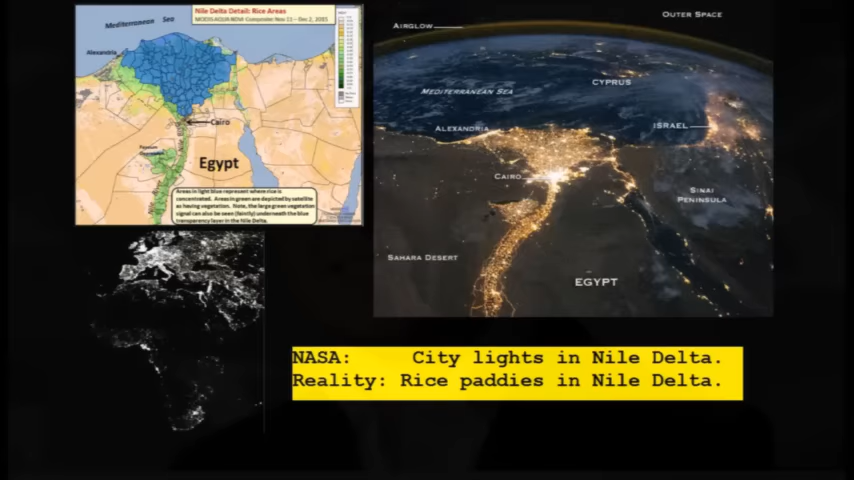 Nile Delta Detail: Rice Areas
Mediterranean Sea
Alexandria
Cairo
Egypt
Areas in light blue represent where rice is
concentrated. Areas in green are depicted by satellite
as having vegetation. Note, the large green vegetation
signal can also be seen (faintly) underneath the blue
transparency layer in the Nile Delta.
AIRGLOW
OUTER SPACE
MEDITERRANEAN SEA
CYPRUS
ALEXANDRIA
ISRAEL
CAIRO
SINAI
PENINSULA
SAHARA DESERT
EGYPT
NASA: City lights in Nile Delta.
Reality: Rice paddies in Nile Delta.